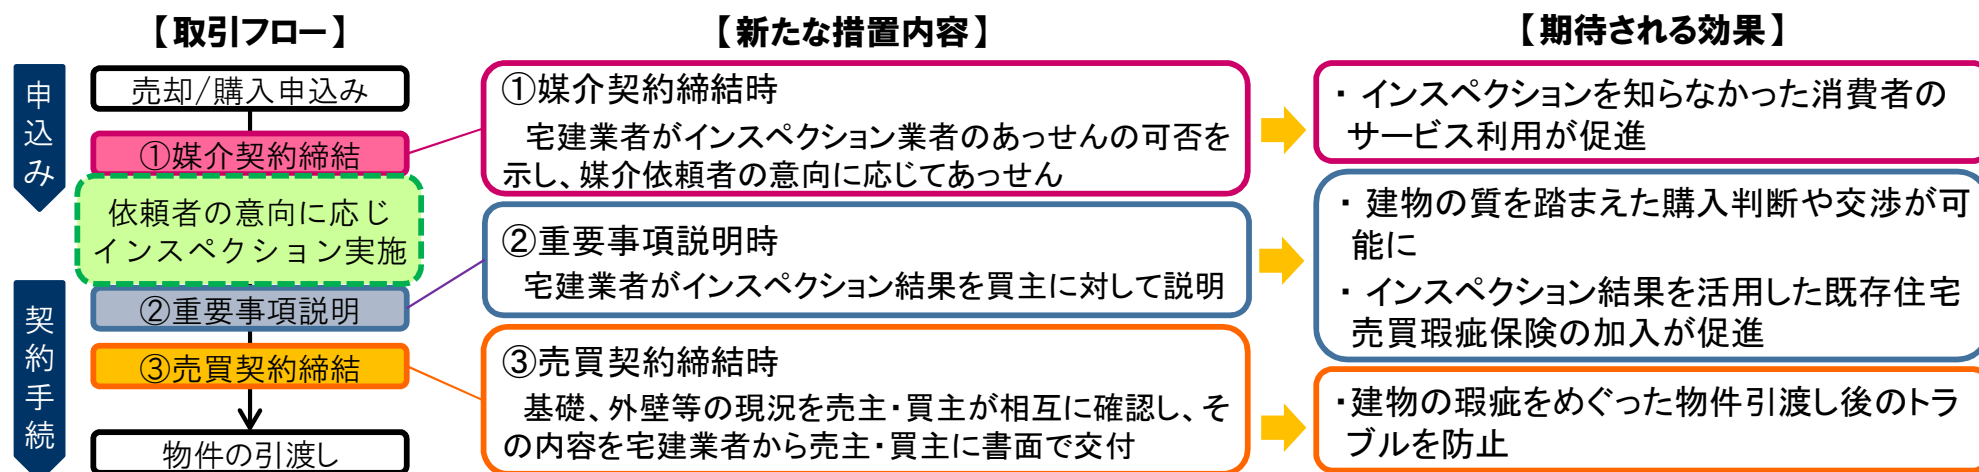 【取引フロー】
申込み
売却/購入申込み
①媒介契約締結
依頼者の意向に応じ
インスペクション実施
契約手続
②重要事項説明
③売買契約締結
物件の引渡し
【新たな措置内容】
①媒介契約締結時
宅建業者がインスペクション業者のあっせんの可否を
示し、媒介依頼者の意向に応じてあっせん
②重要事項説明時
宅建業者がインスペクション結果を買主に対して説明
③売買契約締結時
基礎、外壁等の現況を売主・買主が相互に確認し、そ
の内容を宅建業者から売主・買主に書面で交付
【期待される効果】
・ インスペクションを知らなかった消費者の
サービス利用が促進
・ 建物の質を踏まえた購入判断や交渉が可
能に
・ インスペクション結果を活用した既存住宅
売買瑕疵保険の加入が促進
・建物の瑕疵をめぐった物件引渡し後のトラ
ブルを防止